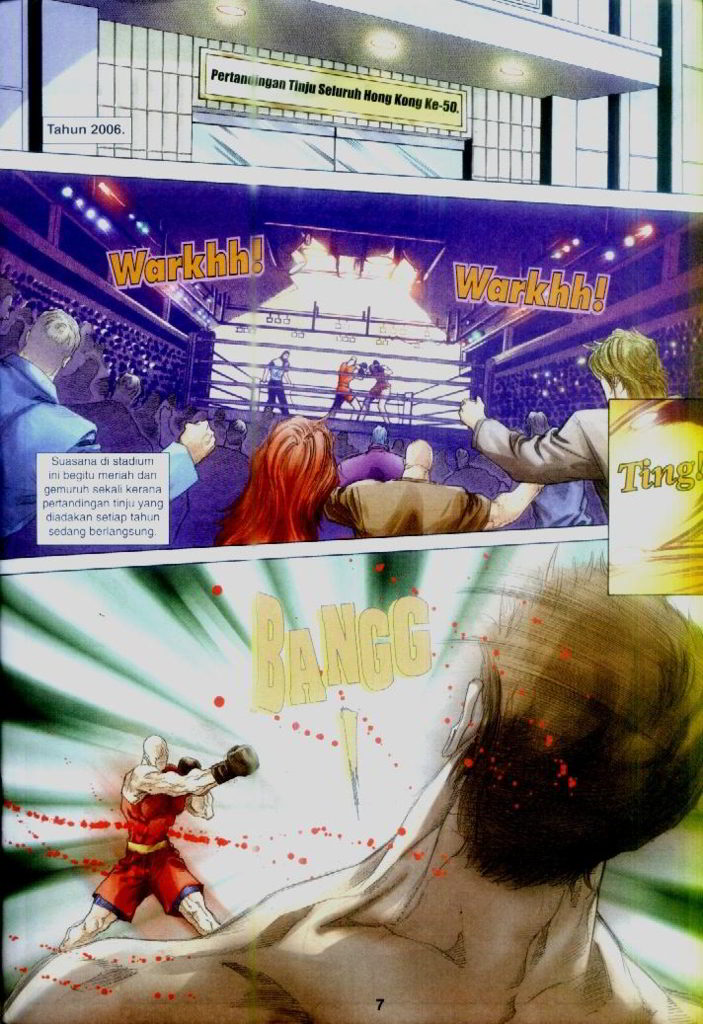 Pertandingan Tinju Seluruh Hong Kong Ke-50.
Tahun 2006.
Warkhh!
Warkhh!
Ting!
Suasana di stadium
ini begitu meriah dan
gemuruh sekali kerana
pertandingan tinju yang
diadakan setiap tahun
sedang berlangsung.
BANGG
!
7